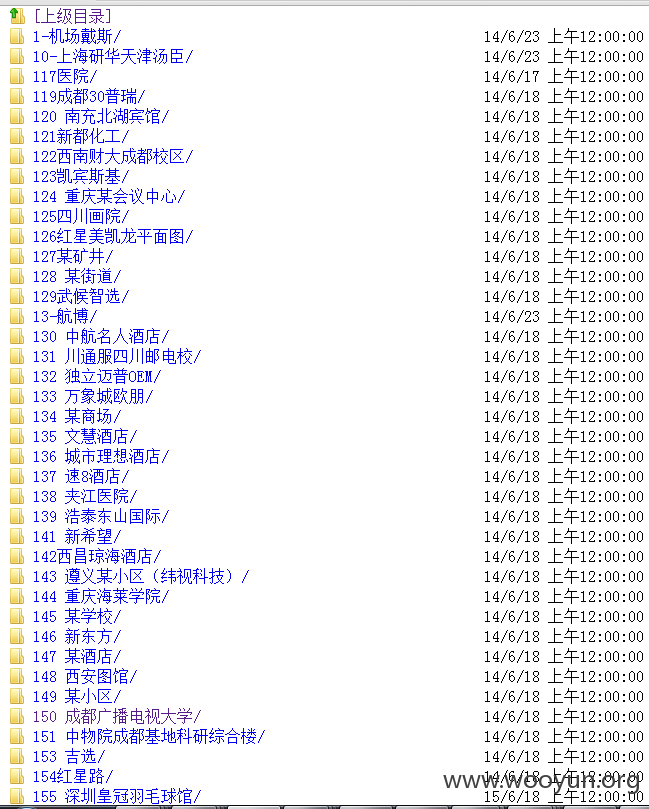 [上级目录]
1-机场戴斯/ 14/6/23 上午12:00:00
10-上海研华天津汤臣/ 14/6/23 上午12:00:00
117医院/ 14/6/17 上午12:00:00
119成都30普瑞/ 14/6/18 上午12:00:00
120 南充北湖宾馆/ 14/6/18 上午12:00:00
121新都化工/ 14/6/18 上午12:00:00
122西南财大成都校区/ 14/6/18 上午12:00:00
123凯宾斯基/ 14/6/18 上午12:00:00
124 重庆某会议中心/ 14/6/18 上午12:00:00
125四川画院/ 14/6/18 上午12:00:00
126红星美凯龙平面图/ 14/6/18 上午12:00:00
127某矿井/ 14/6/18 上午12:00:00
128 某街道/ 14/6/18 上午12:00:00
129武候智选/ 14/6/18 上午12:00:00
13-航博/ 14/6/23 上午12:00:00
130 中航名人酒店/ 14/6/18 上午12:00:00
131 川通服四川邮电校/ 14/6/18 上午12:00:00
132 独立迈普OEM/ 14/6/18 上午12:00:00
133 万象城欧朋/ 14/6/18 上午12:00:00
134 某商场/ 14/6/18 上午12:00:00
135 文慧酒店/ 14/6/18 上午12:00:00
136 城市理想酒店/ 14/6/18 上午12:00:00
137 速8酒店/ 14/6/18 上午12:00:00
138 夹江医院/ 14/6/18 上午12:00:00
139 浩泰东山国际/ 14/6/18 上午12:00:00
141 新希望/ 14/6/18 上午12:00:00
142西昌琼海酒店/ 14/6/18 上午12:00:00
143 遵义某小区（纬视科技）/ 14/6/18 上午12:00:00
144 重庆海莱学院/ 14/6/18 上午12:00:00
145 某学校/ 14/6/18 上午12:00:00
146 新东方/ 14/6/18 上午12:00:00
147 某酒店/ 14/6/18 上午12:00:00
148 西安图馆/ 14/6/18 上午12:00:00
149 某小区/ 14/6/18 上午12:00:00
150 成都广播电视大学/ 14/6/18 上午12:00:00
151 中物院成都基地科研综合楼/ 14/6/18 上午12:00:00
153 吉选/ 14/6/18 上午12:00:00
154红星路/ 14/6/18 上午12:00:00
155 深圳皇冠羽毛球馆/ 15/6/18 上午12:00:00
www.wooyun.org